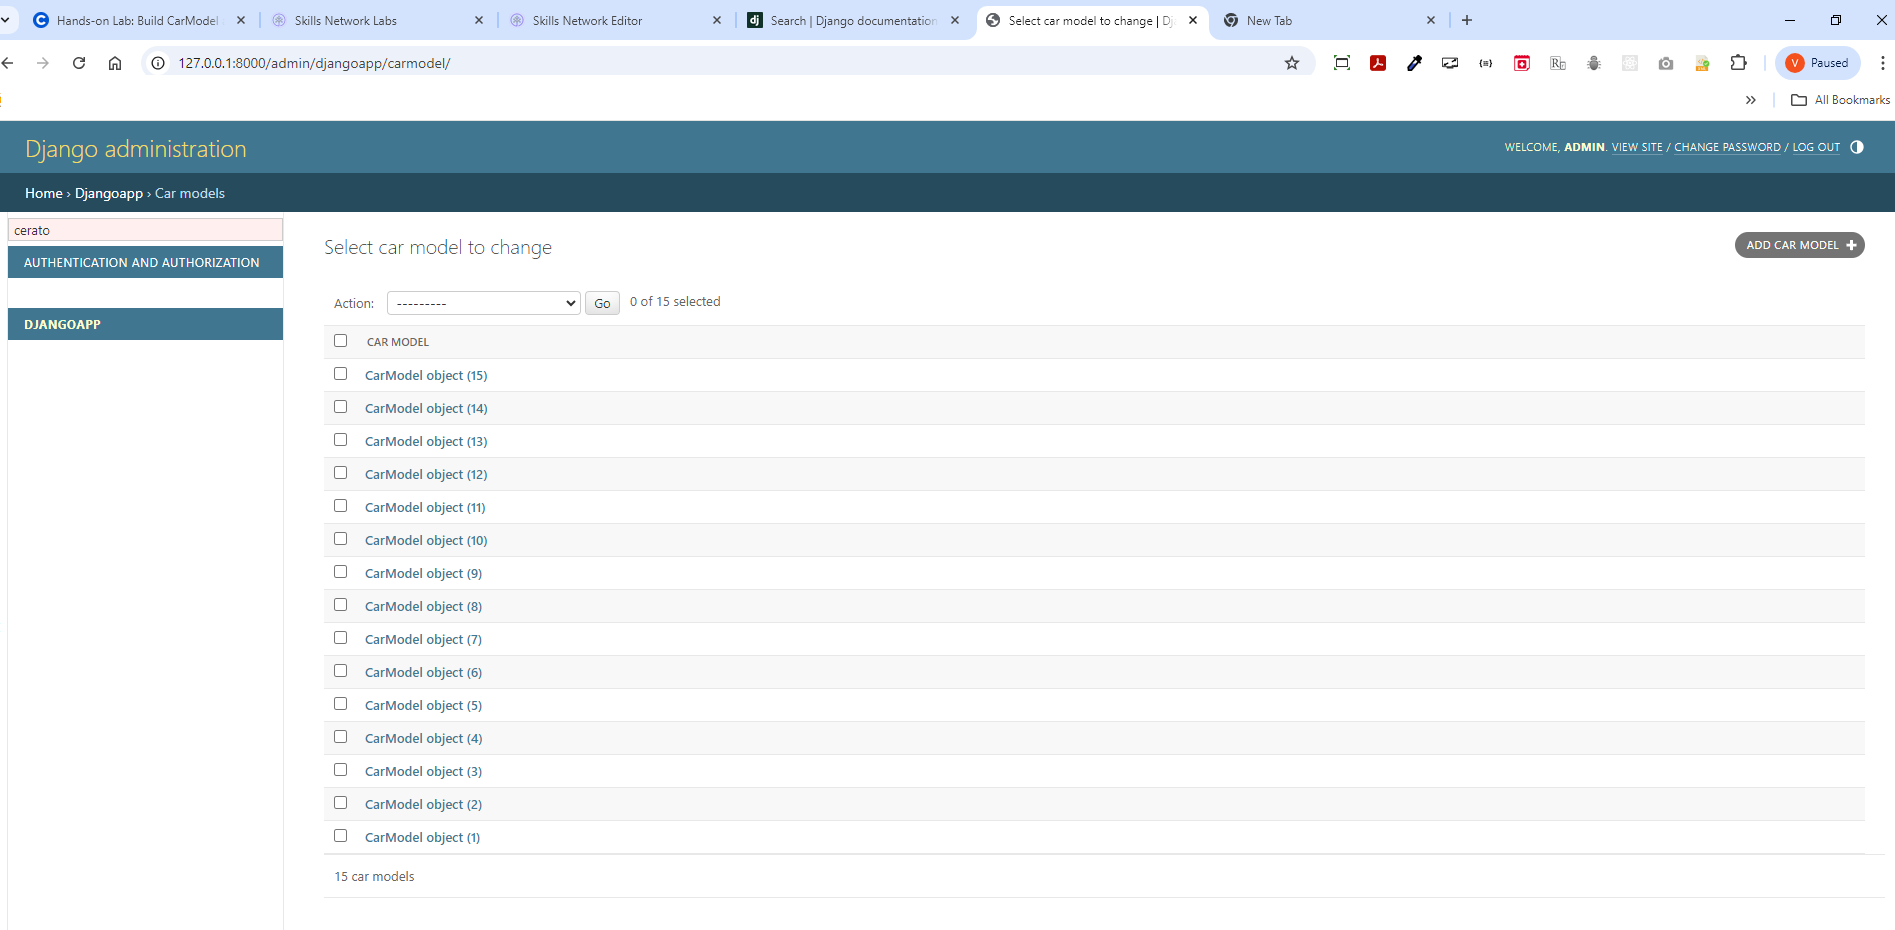 Hands-on Lab: Build CarModel
Skills Network Labs
Skills Network Editor
dj Search | Django documentation
Select car model to change | Dj
New Tab
127.0.0.1:8000/admin/djangoapp/carmodel/
V Paused
All Bookmarks
Django administration
WELCOME, ADMIN. VIEW SITE / CHANGE PASSWORD / LOG OUT
Home › Djangoapp › Car models
cerato
AUTHENTICATION AND AUTHORIZATION
DJANGOAPP
Select car model to change
ADD CAR MODEL
Action: --------- Go 0 of 15 selected
CAR MODEL
CarModel object (15)
CarModel object (14)
CarModel object (13)
CarModel object (12)
CarModel object (11)
CarModel object (10)
CarModel object (9)
CarModel object (8)
CarModel object (7)
CarModel object (6)
CarModel object (5)
CarModel object (4)
CarModel object (3)
CarModel object (2)
CarModel object (1)
15 car models